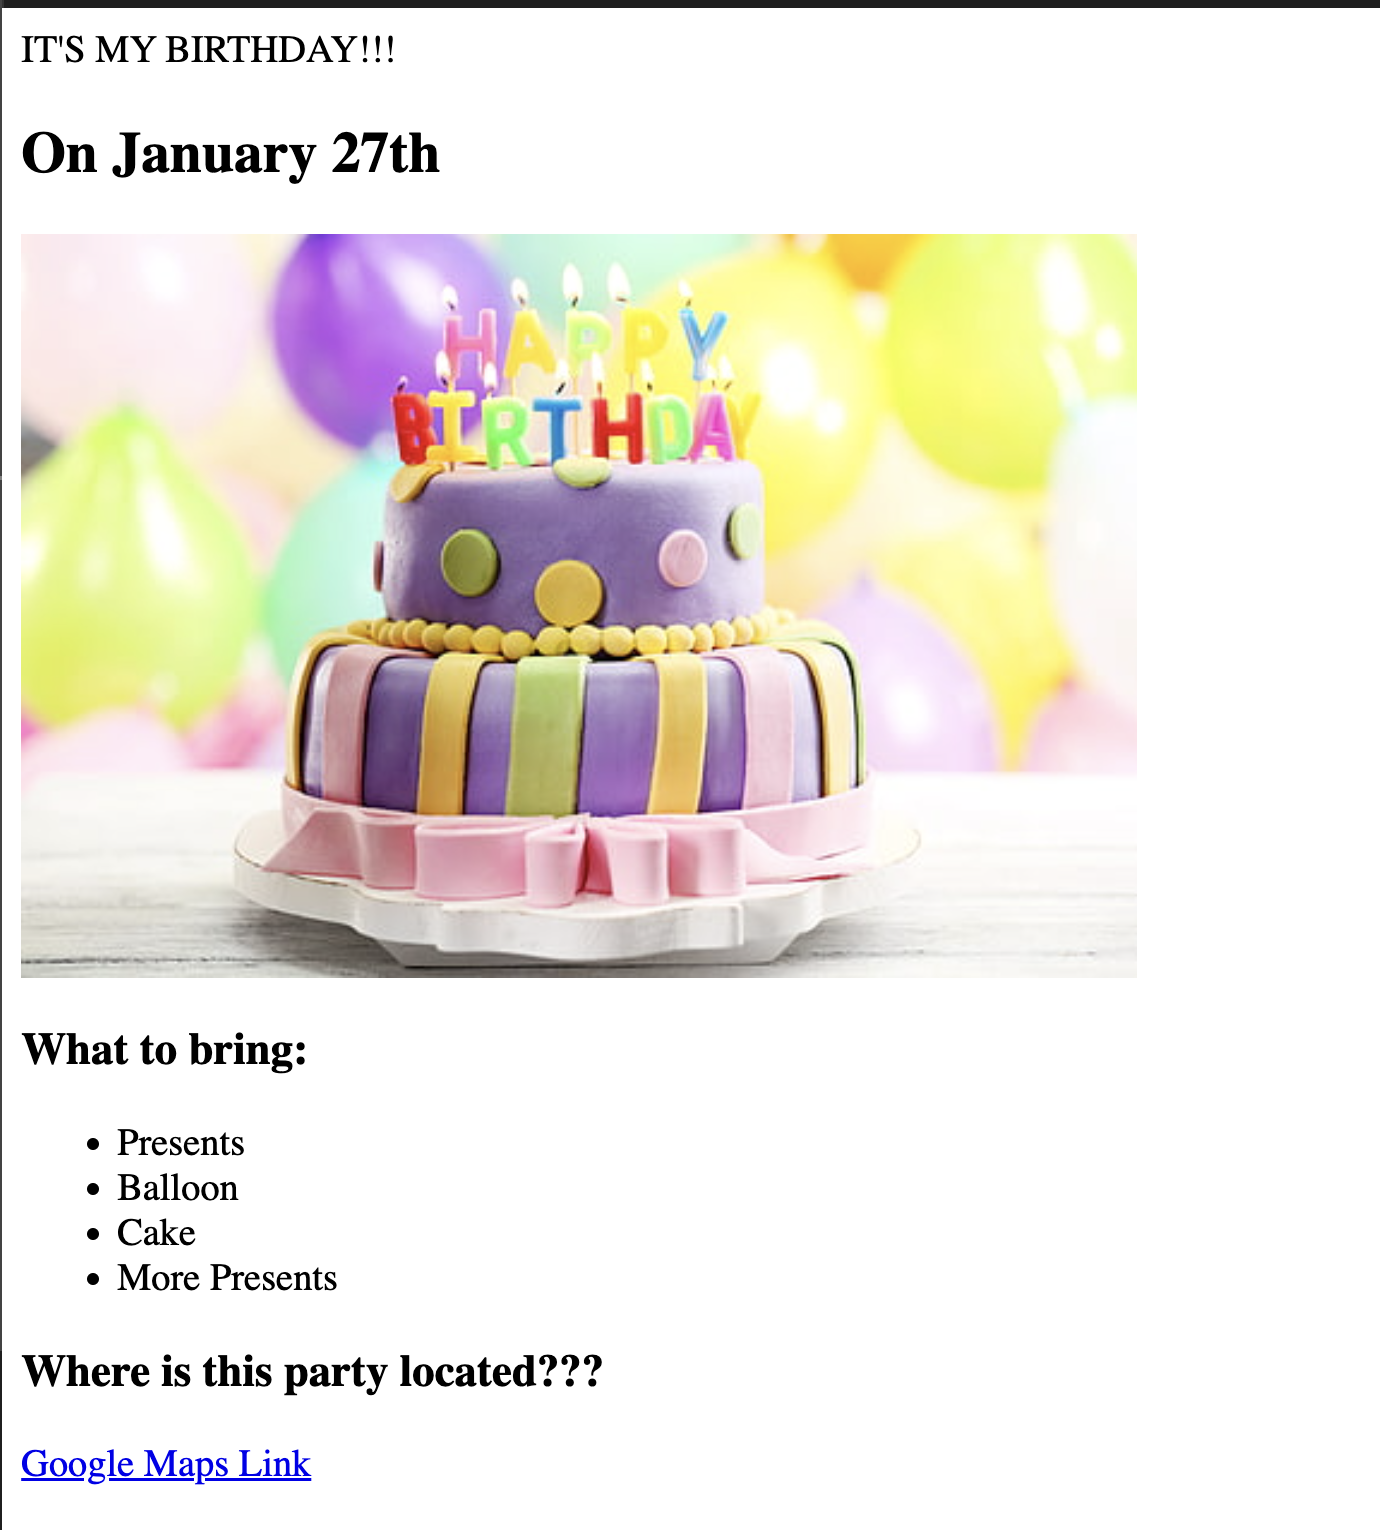 IT'S MY BIRTHDAY!!!
On January 27th
HAPPY
BIRTHDAY
What to bring:
Presents
Balloon
Cake
More Presents
Where is this party located???
Google Maps Link